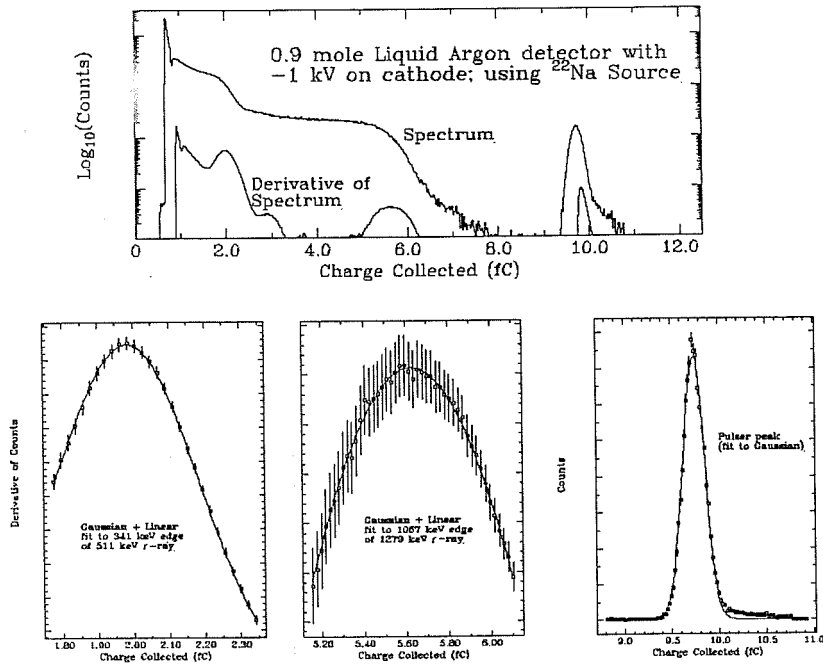 0.9 mole Liquid Argon detector with
-1 kV on cathode; using ²²Na Source
Log₁₀(Counts)
Spectrum
Derivative of
Spectrum
0 2.0 4.0 6.0 8.0 10.0 12.0
Charge Collected (fC)
Derivative of Counts
Gaussian + Linear
fit to 341 keV edge
of 511 keV r-ray
1.80 1.90 2.00 2.10 2.20 2.30
Charge Collected (fC)
Gaussian + Linear
fit to 1067 keV edge
of 1279 keV r-ray
5.20 5.40 5.60 5.80 6.00
Charge Collected (fC)
Counts
Pulser peak
(fit to Gaussian)
9.0 9.5 10.0 10.5 11.0
Charge Collected (fC)